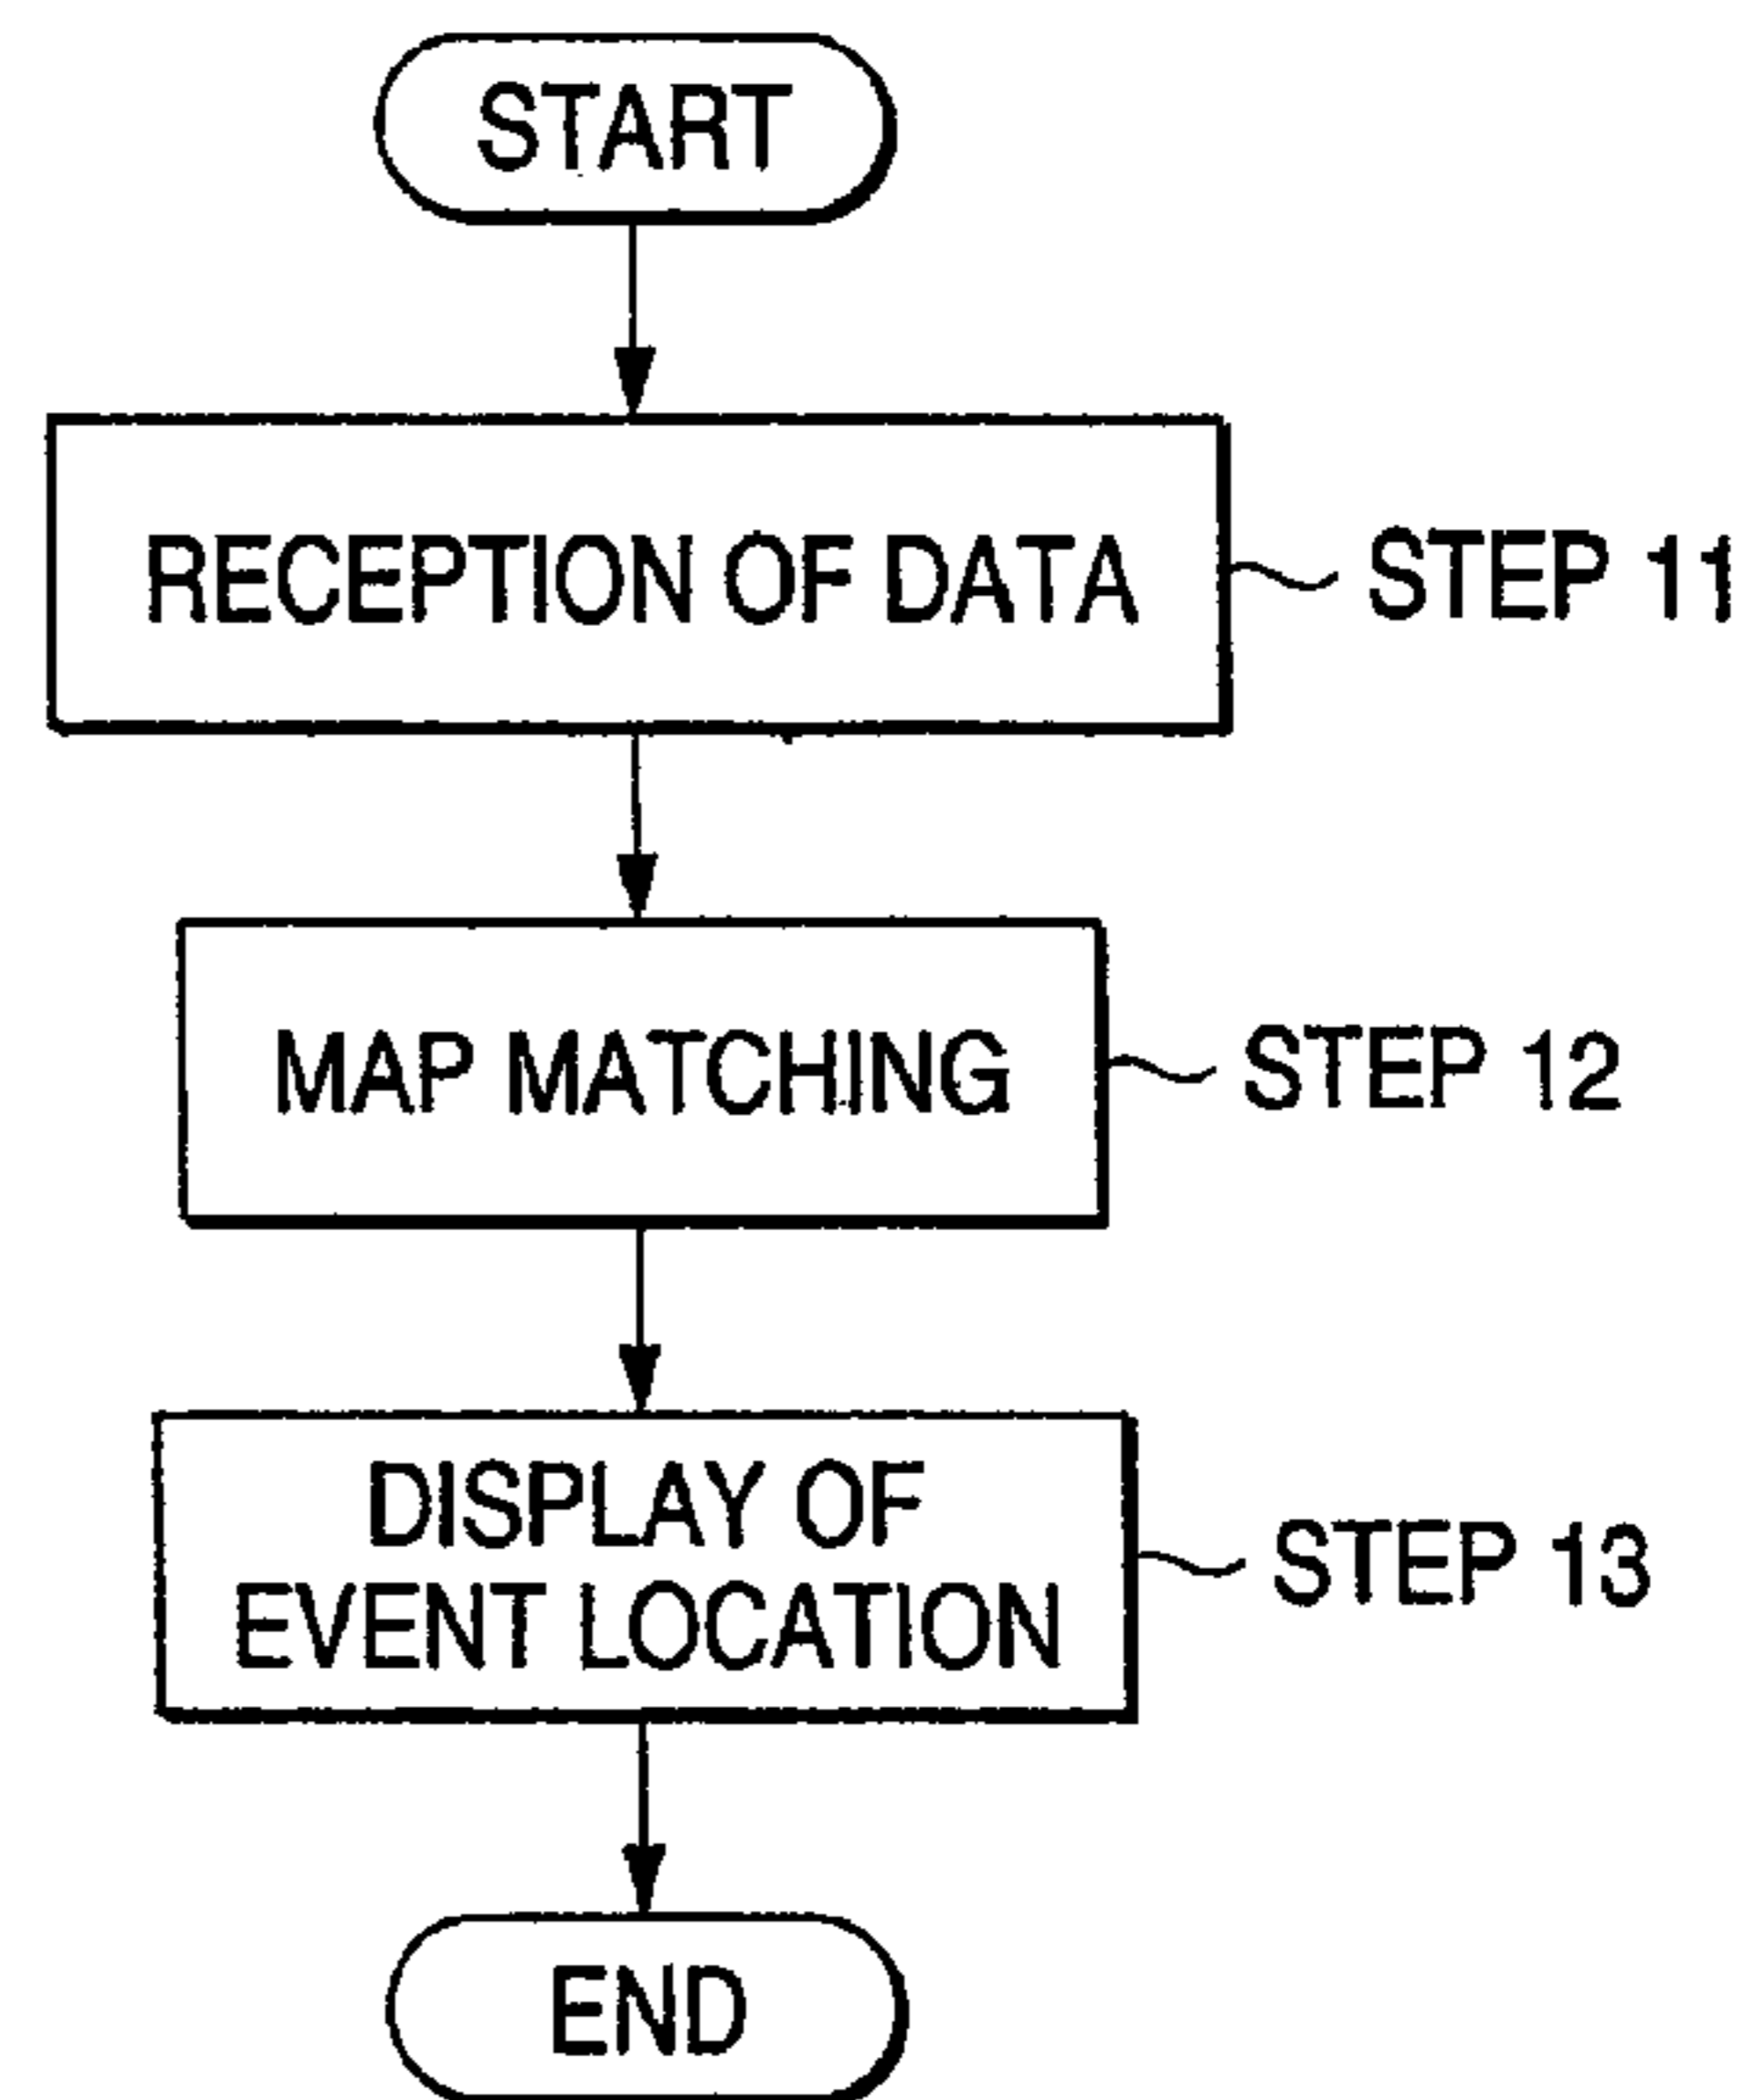 START
RECEPTION OF DATA
STEP 11
MAP MATCHING
STEP 12
DISPLAY OF
EVENT LOCATION
STEP 13
END